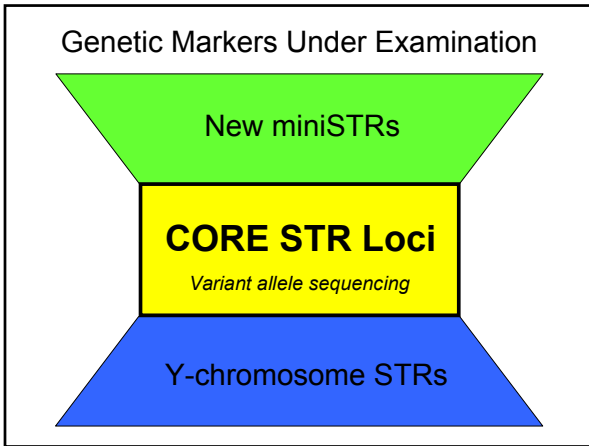 Genetic Markers Under Examination
New miniSTRs
CORE STR Loci
Variant allele sequencing
Y-chromosome STRs